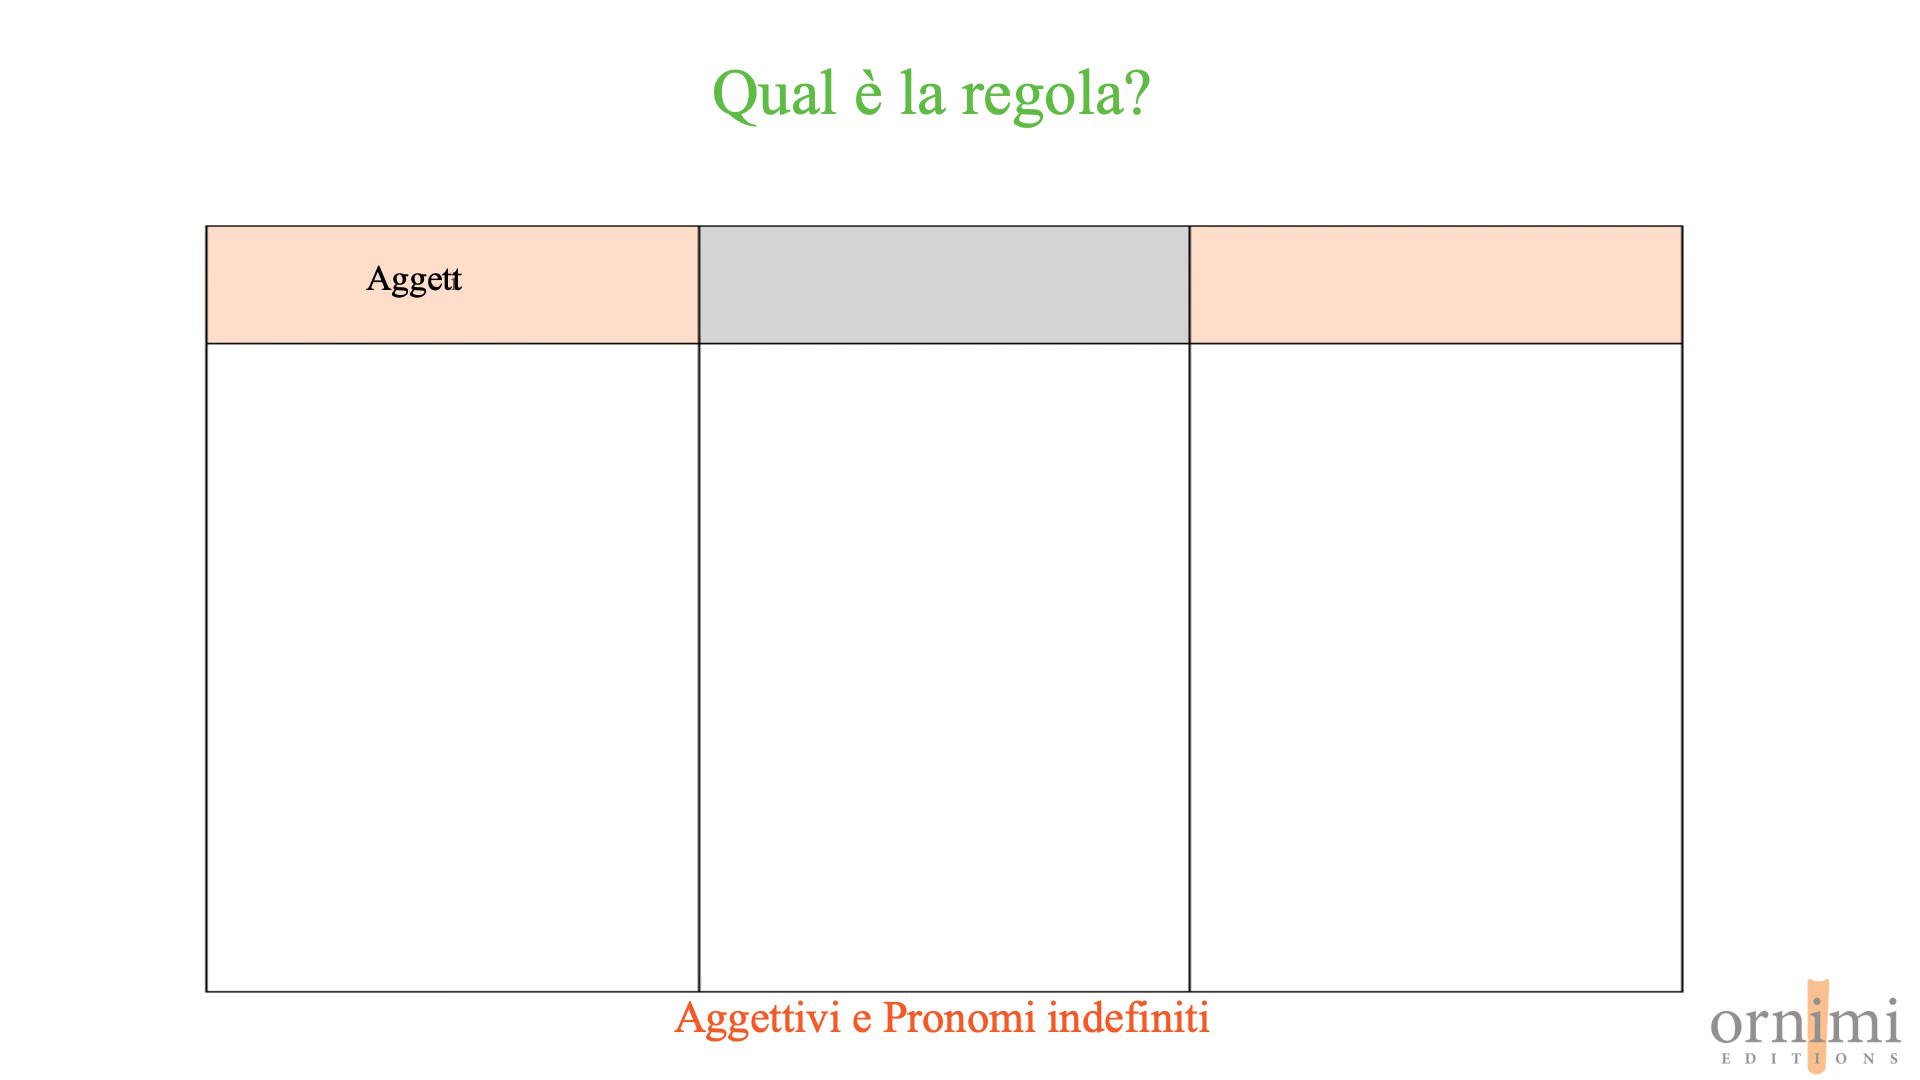 Qual è la regola?
Aggett
Aggettivi e Pronomi indefiniti
ornimi
EDITIONS